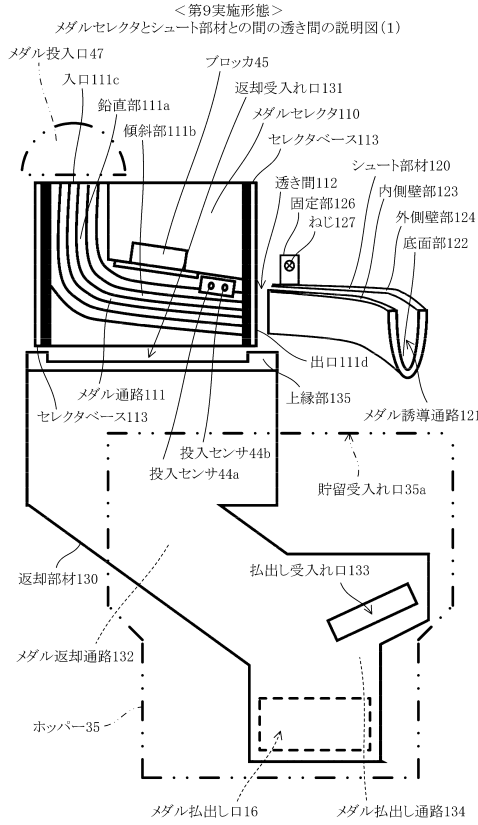 ＜第９実施形態＞
メダルセレクタとシュート部材との間の透き間の説明図（１）
メダル投入口47
入口111c
鉛直部111a
傾斜部111b
ブロッカ45
返却受入れ口131
メダルセレクタ110
セレクタベース113
透き間112
固定部126
ねじ127
シュート部材120
内側壁部123
外側壁部124
底面部122
出口111d
上縁部135
メダル誘導通路121
メダル通路111
セレクタベース113
投入センサ44b
投入センサ44a
貯留受入れ口35a
返却部材130
払出し受入れ口133
メダル返却通路132
ホッパー35
メダル払出し口16
メダル払出し通路134